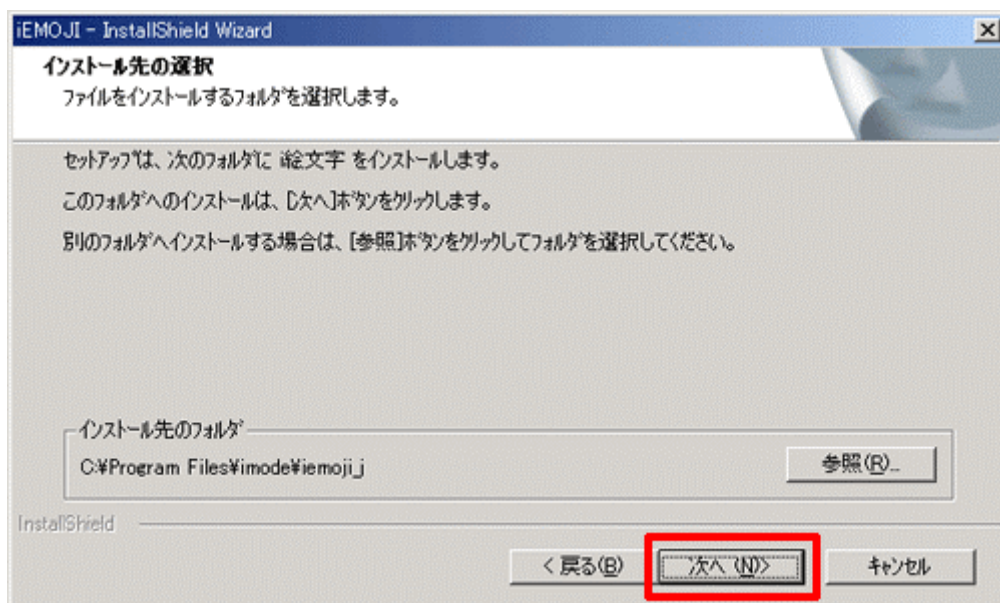 iEMOJI - InstallShield Wizard
インストール先の選択
ファイルをインストールするフォルダを選択します。
セットアップは、次のフォルダに i絵文字 をインストールします。
このフォルダへのインストールは、[次へ]ボタンをクリックします。
別のフォルダへインストールする場合は、[参照]ボタンをクリックしてフォルダを選択してください。
インストール先のフォルダ
C:¥Program Files¥imode¥iemoji_j
参照(R)...
InstallShield
< 戻る(B)
次へ (N)>
キャンセル